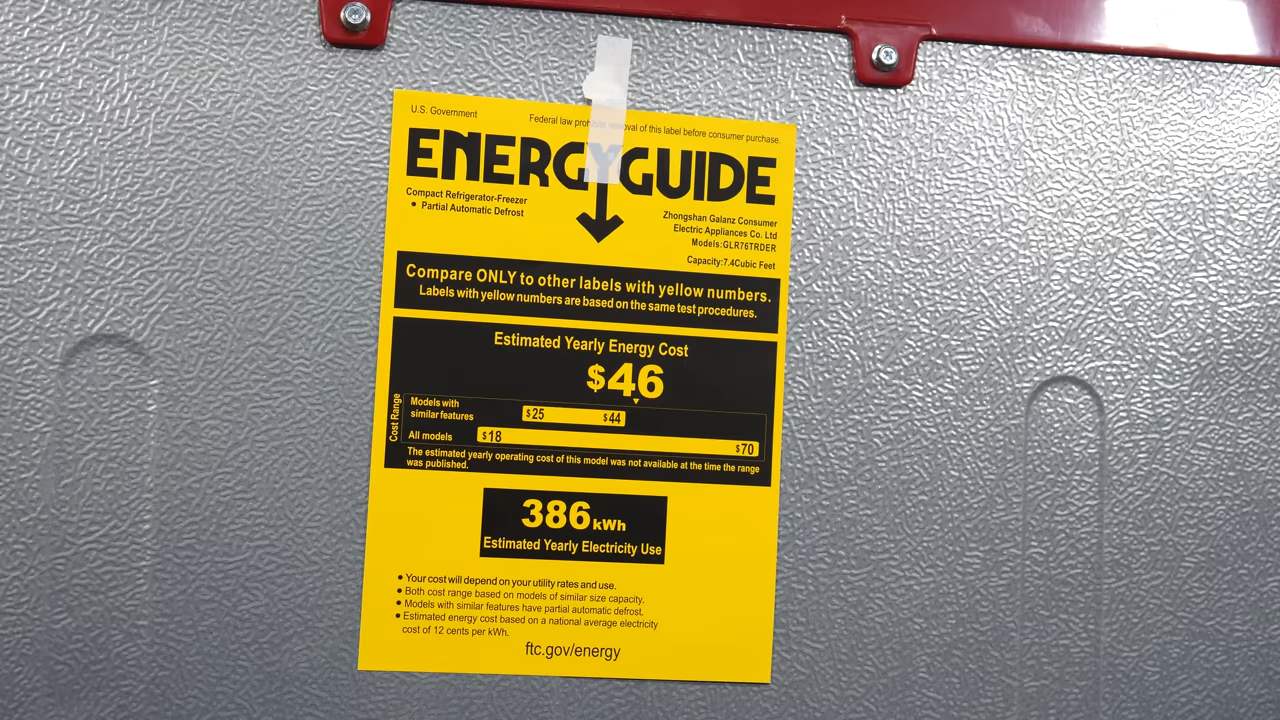 U.S. Government
Federal law prohibits removal of this label before consumer purchase.
ENERGYGUIDE
Compact Refrigerator-Freezer
• Partial Automatic Defrost
Zhongshan Galanz Consumer
Electric Appliances Co. Ltd
Models:GLR76TRDER
Capacity:7.4Cubic Feet
Compare ONLY to other labels with yellow numbers.
Labels with yellow numbers are based on the same test procedures.
Estimated Yearly Energy Cost
$46
Cost Range
Models with
similar features
$25 $44
All models
$18 $70
The estimated yearly operating cost of this model was not available at the time the range
was published.
386kWh
Estimated Yearly Electricity Use
• Your cost will depend on your utility rates and use.
• Both cost range based on models of similar size capacity.
• Models with similar features have partial automatic defrost.
• Estimated energy cost based on a national average electricity
cost of 12 cents per kWh.
ftc.gov/energy